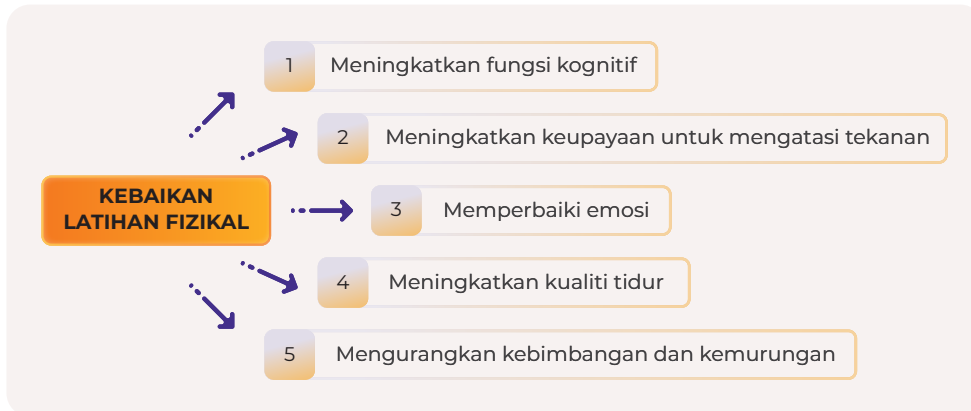 KEBAIKAN
LATIHAN FIZIKAL
1 Meningkatkan fungsi kognitif
2 Meningkatkan keupayaan untuk mengatasi tekanan
3 Memperbaiki emosi
4 Meningkatkan kualiti tidur
5 Mengurangkan kebimbangan dan kemurungan